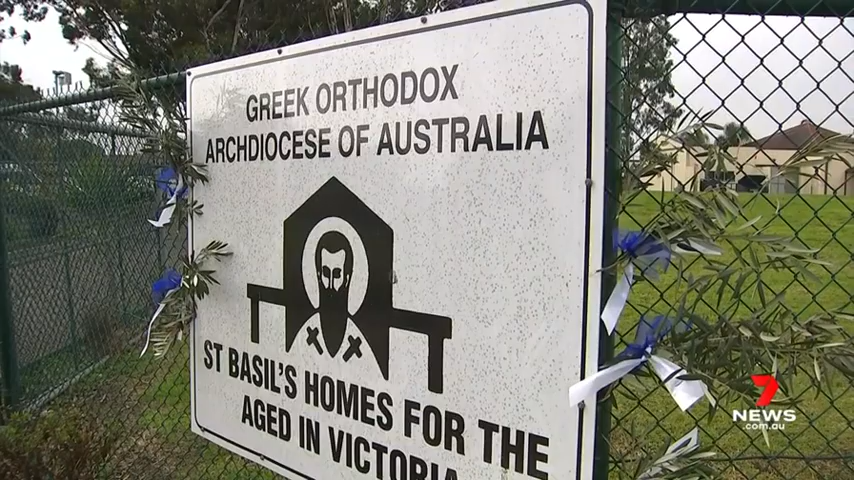 GREEK ORTHODOX
ARCHDIOCESE OF AUSTRALIA
ST BASIL'S HOMES FOR THE
AGED IN VICTORIA
7
NEWS
.com.au